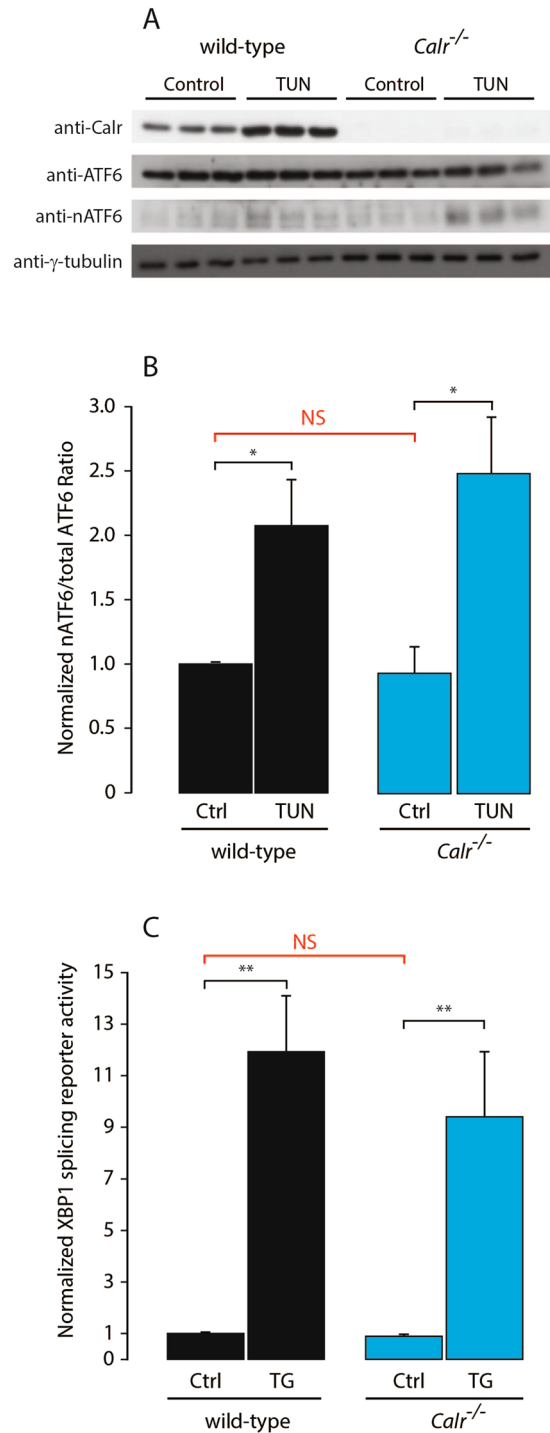 A
wild-type Calr-/-
Control TUN Control TUN
anti-Calr
anti-ATF6
anti-nATF6
anti-γ-tubulin
B
Normalized nATF6/total ATF6 Ratio
3.0
2.5
2.0
1.5
1.0
0.5
0
NS
*
*
Ctrl TUN Ctrl TUN
wild-type Calr-/-
C
Normalized XBP1 splicing reporter activity
15
13
11
9
7
5
3
1
0
NS
**
**
Ctrl TG Ctrl TG
wild-type Calr-/-